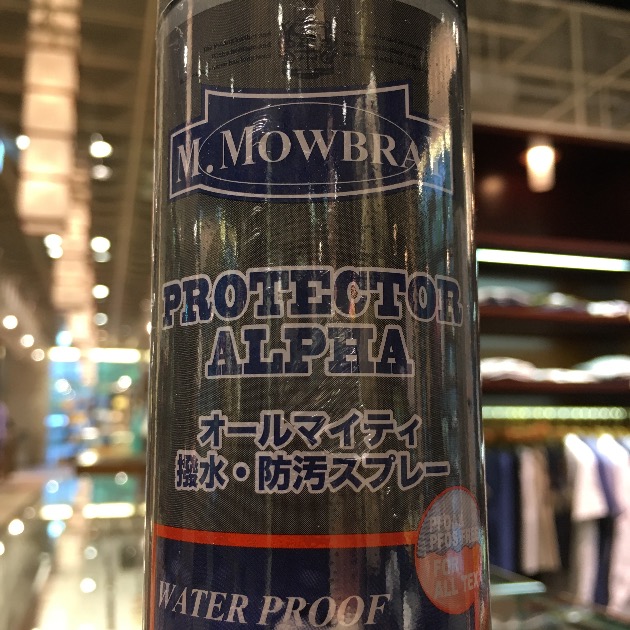 M. MOWBRA
PROTECTOR
ALPHA
オールマイティ
撥水・防汚スプレー
PFOA
FOR
ALL TEX
WATER PROOF